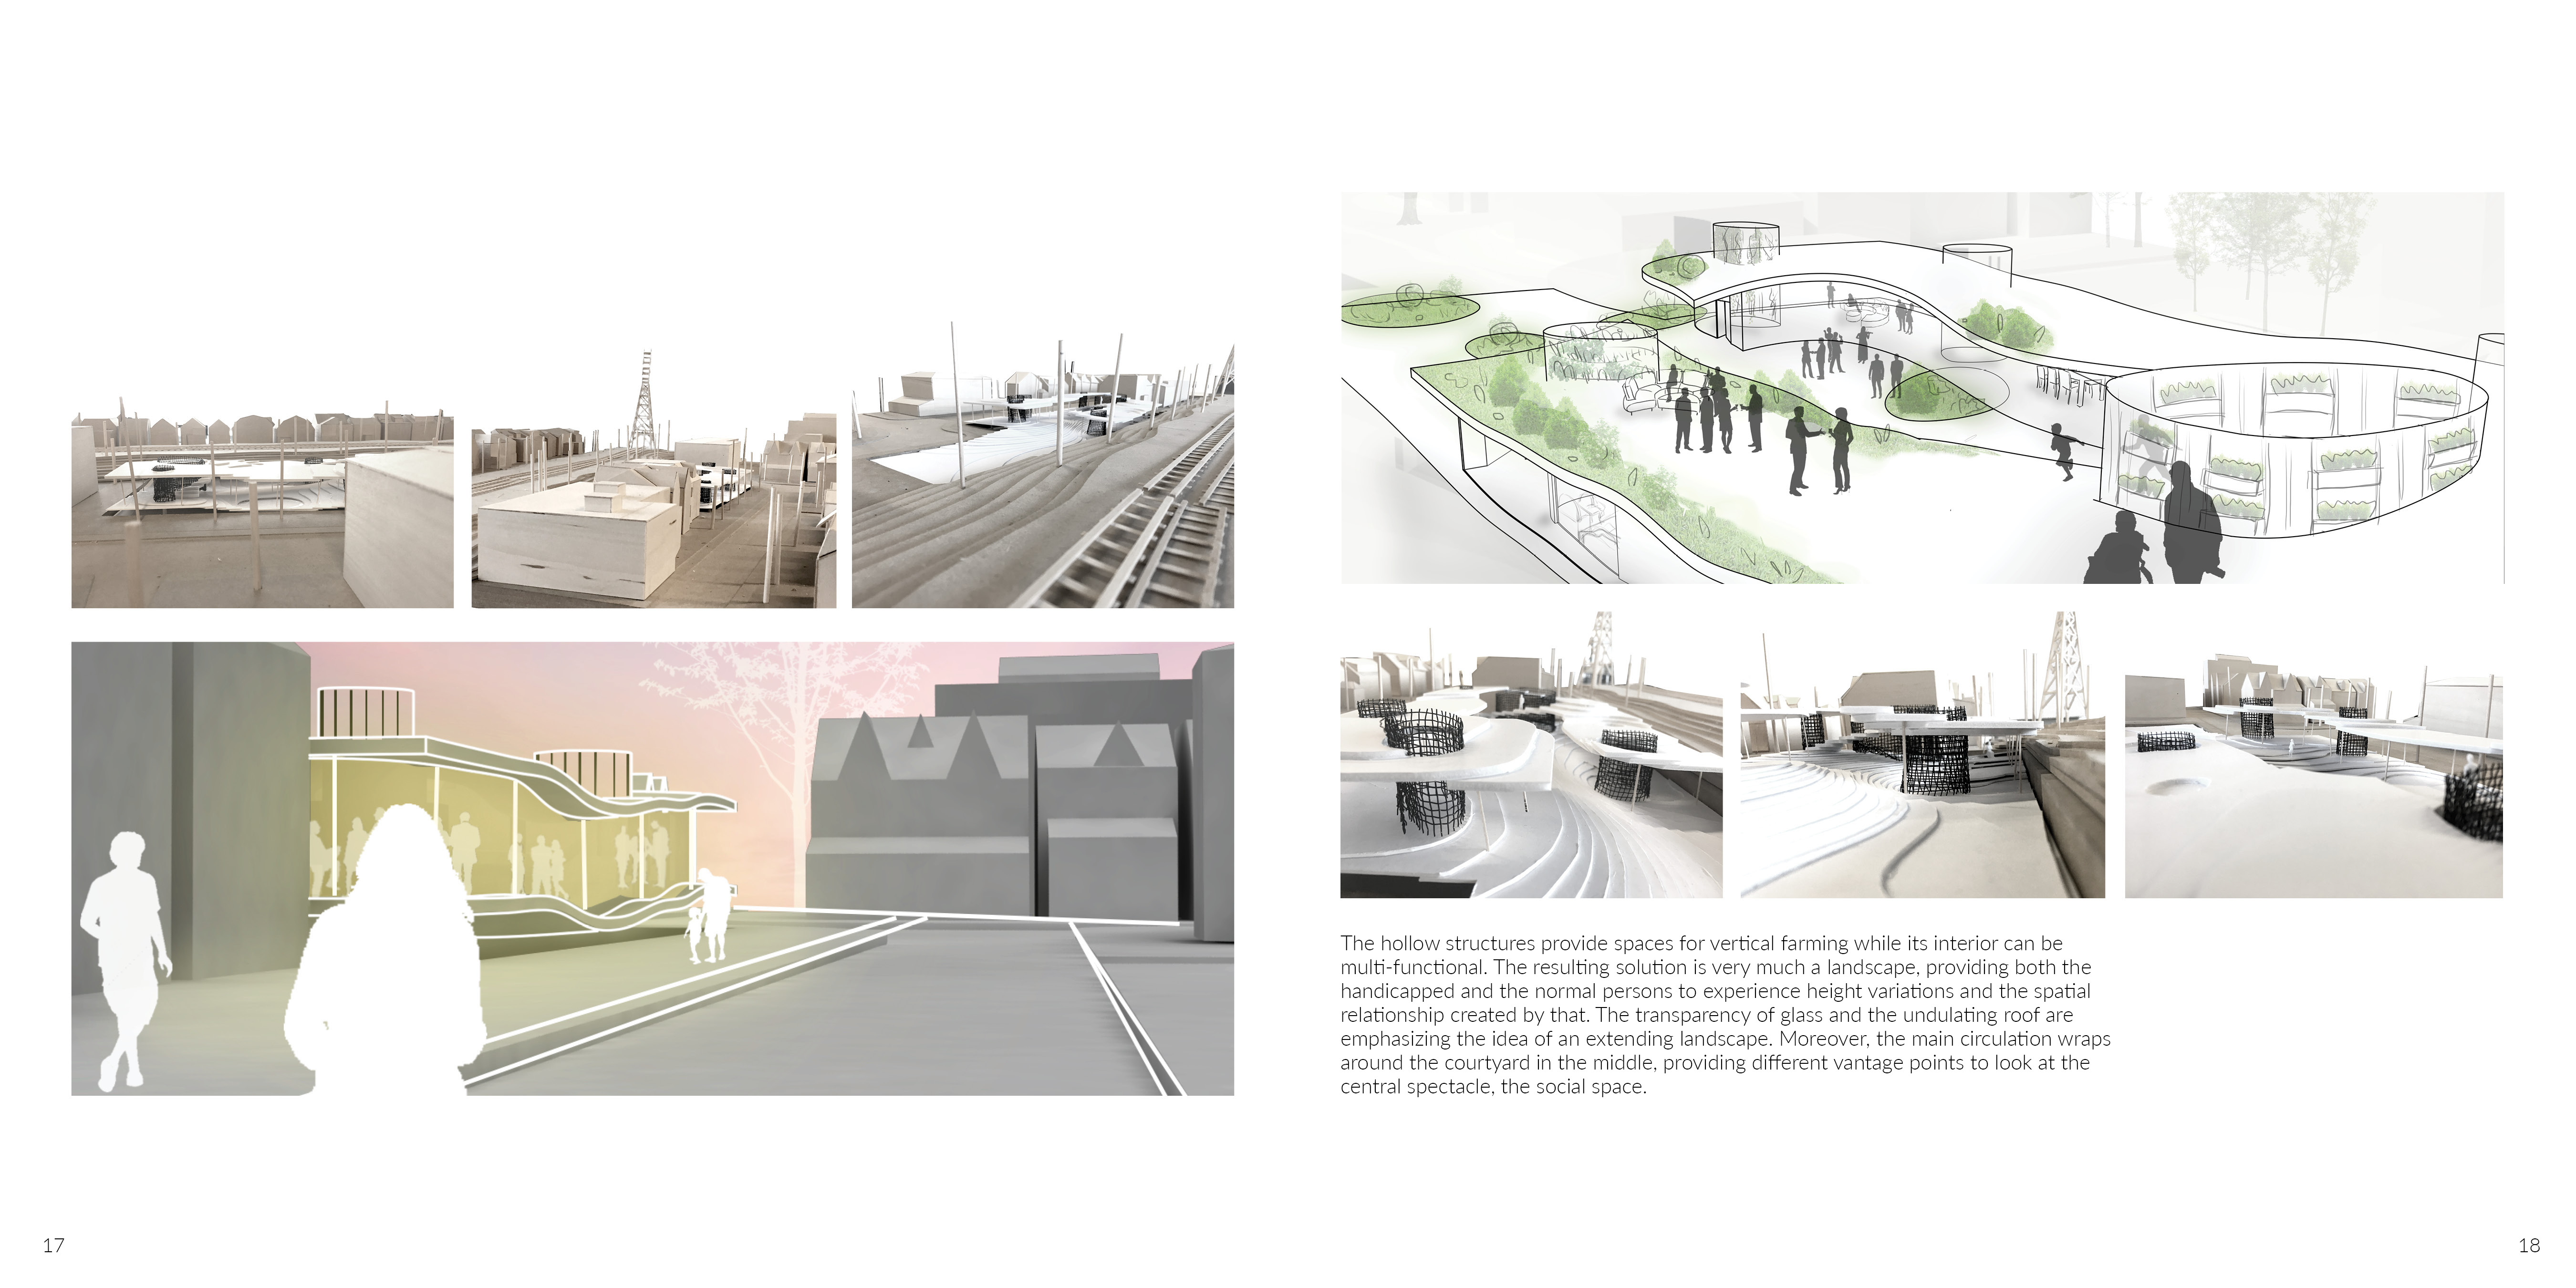 The hollow structures provide spaces for vertical farming while its interior can be
multi-functional. The resulting solution is very much a landscape, providing both the
handicapped and the normal persons to experience height variations and the spatial
relationship created by that. The transparency of glass and the undulating roof are
emphasizing the idea of an extending landscape. Moreover, the main circulation wraps
around the courtyard in the middle, providing different vantage points to look at the
central spectacle, the social space.
17
18